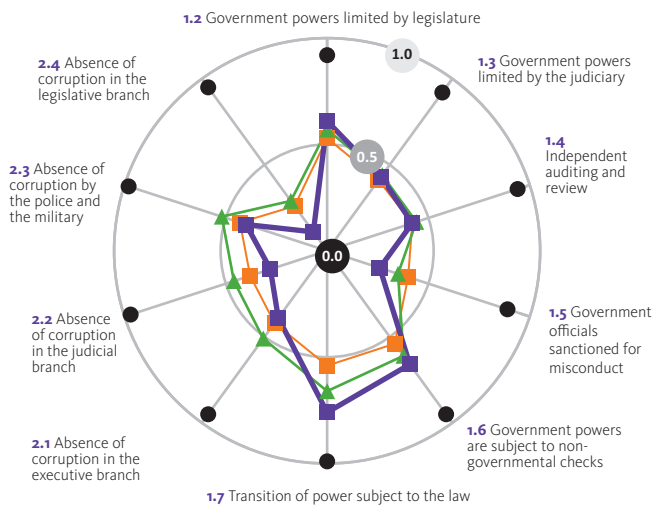 1.2 Government powers limited by legislature
1.0
2.4 Absence of
corruption in the
legislative branch
1.3 Government powers
limited by the judiciary
0.5
1.4
Independent
auditing and
review
2.3 Absence of
corruption by
the police and
the military
0.0
2.2 Absence
of corruption
in the judicial
branch
1.5 Government
officials
sanctioned for
misconduct
2.1 Absence of
corruption in the
executive branch
1.6 Government powers
are subject to non-
governmental checks
1.7 Transition of power subject to the law